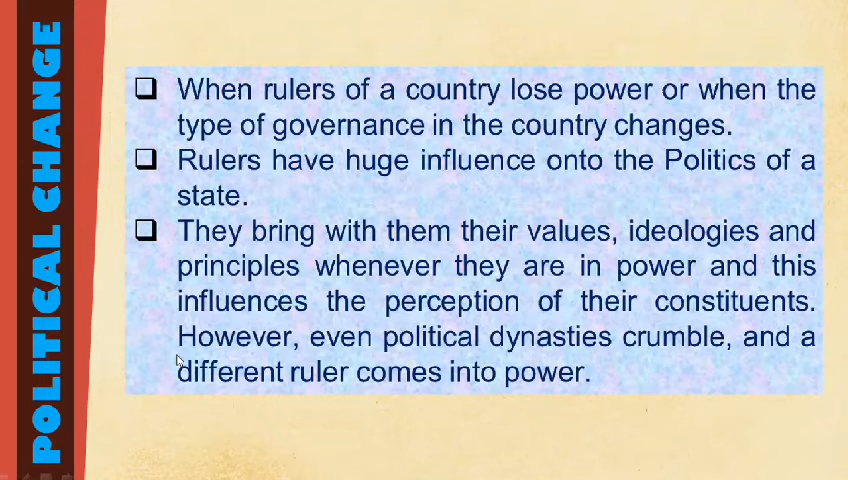 POLITICAL CHANGE
When rulers of a country lose power or when the
type of governance in the country changes.
Rulers have huge influence onto the Politics of a
state.
They bring with them their values, ideologies and
principles whenever they are in power and this
influences the perception of their constituents.
However, even political dynasties crumble, and a
different ruler comes into power.